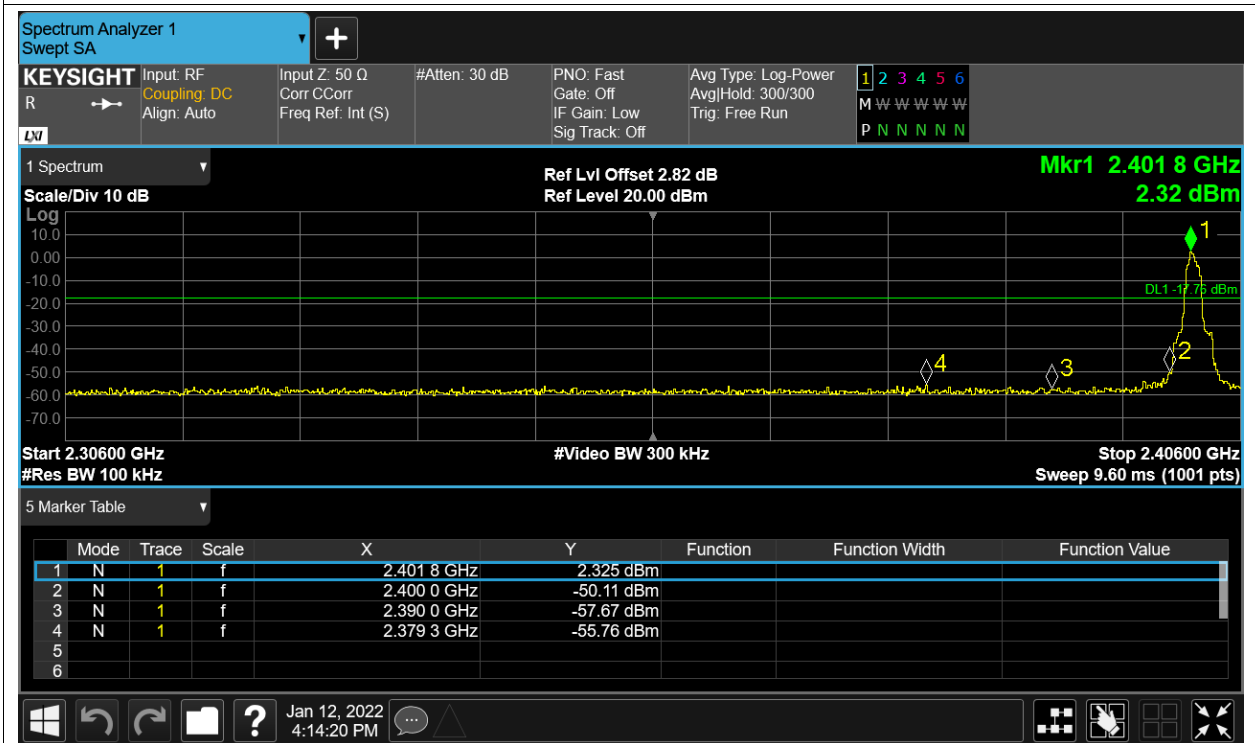 Spectrum Analyzer 1
Swept SA
KEYSIGHT Input: RF Input Z: 50 Ω #Atten: 30 dB PNO: Fast Avg Type: Log-Power 1 2 3 4 5 6
R Coupling: DC Corr CCorr Gate: Off Avg|Hold: 300/300 M W W W W W
Align: Auto Freq Ref: Int (S) IF Gain: Low Trig: Free Run
LXI Sig Track: Off P N N N N N
1 Spectrum Ref Lvl Offset 2.82 dB Mkr1 2.401 8 GHz
Scale/Div 10 dB Ref Level 20.00 dBm 2.32 dBm
Log
1
10.0
0.00
-10.0
DL1 -17.76 dBm
-20.0
-30.0
-40.0
2
4
3
-50.0
-60.0
-70.0
Start 2.30600 GHz #Video BW 300 kHz Stop 2.40600 GHz
#Res BW 100 kHz Sweep 9.60 ms (1001 pts)
5 Marker Table
Mode Trace Scale X Y Function Function Width Function Value
1 N 1 f 2.401 8 GHz 2.325 dBm
2 N 1 f 2.400 0 GHz -50.11 dBm
3 N 1 f 2.390 0 GHz -57.67 dBm
4 N 1 f 2.379 3 GHz -55.76 dBm
5
6
? Jan 12, 2022
4:14:20 PM